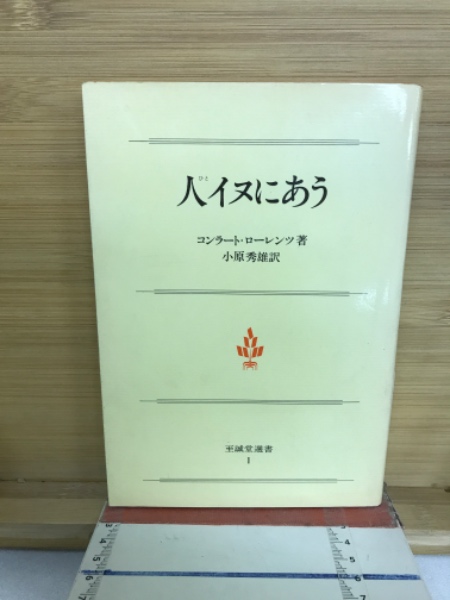 ひと
人イヌにあう
コンラート・ローレンツ著
小原秀雄訳
至誠堂選書
1